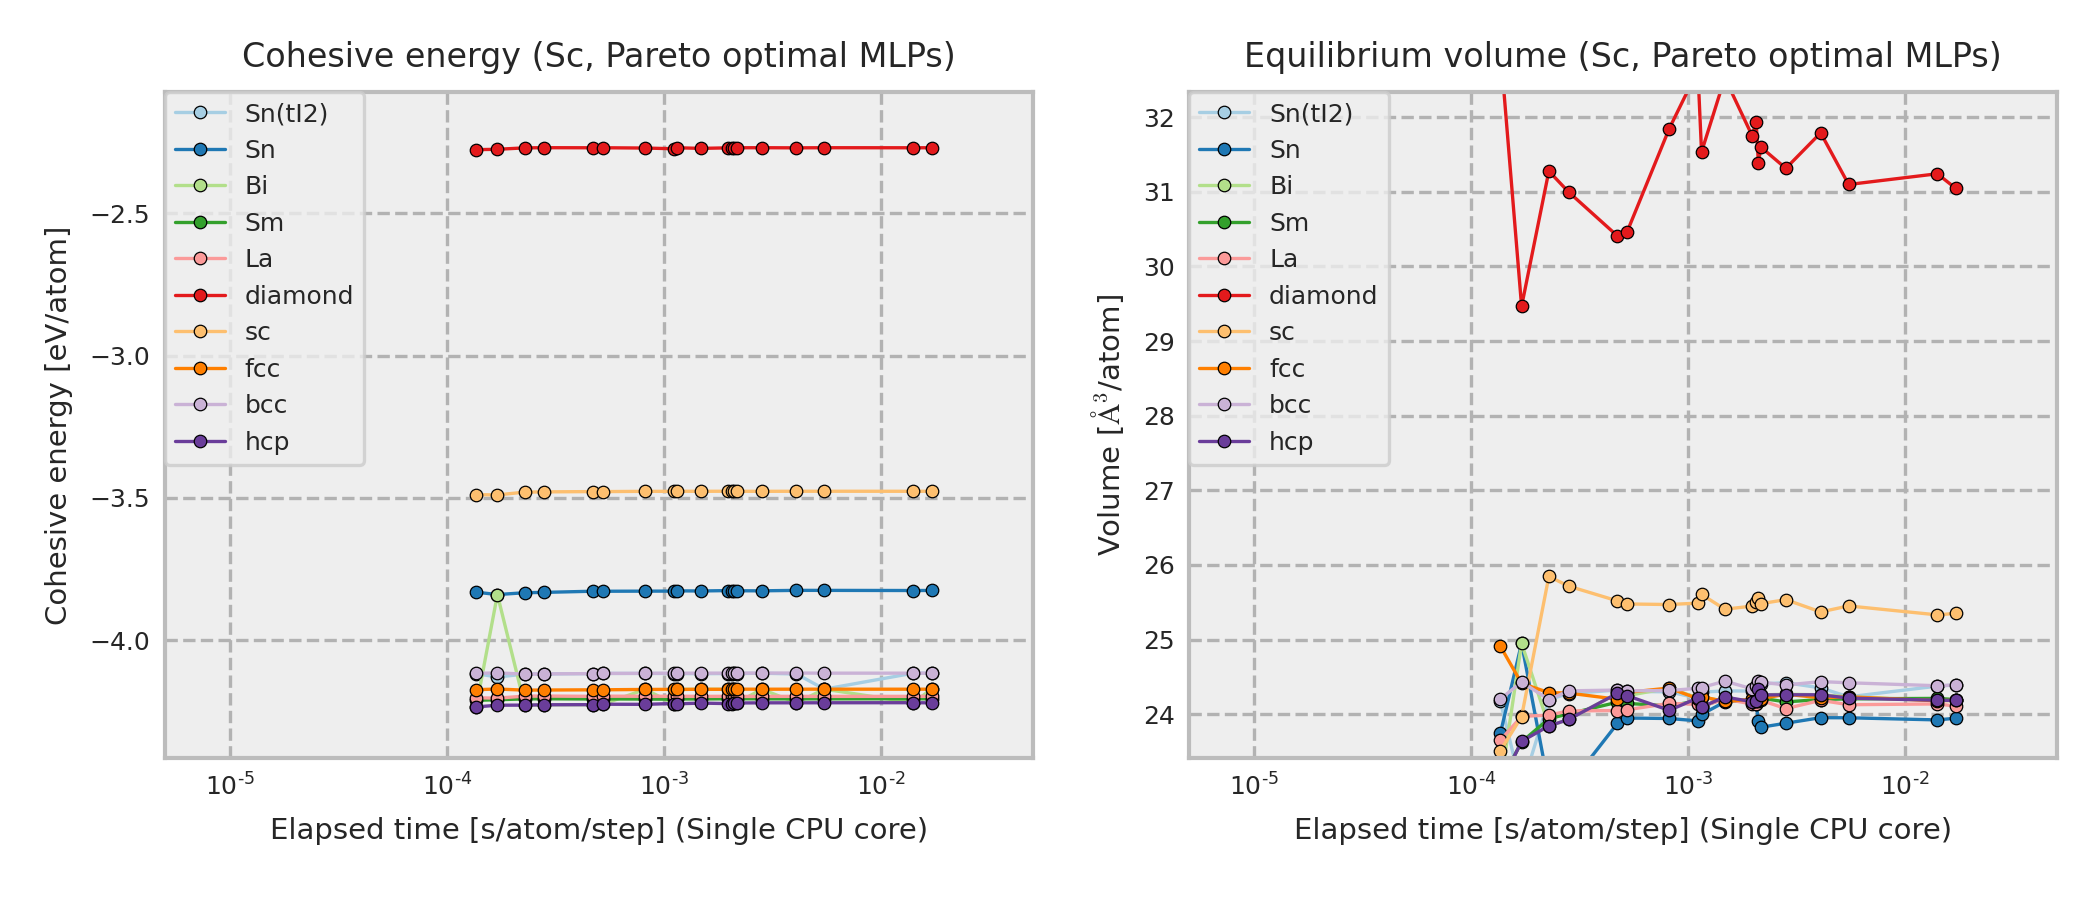 Cohesive energy (Sc, Pareto optimal MLPs)
Cohesive energy [eV/atom]
−2.5
−3.0
−3.5
−4.0
Sn(tI2)
Sn
Bi
Sm
La
diamond
sc
fcc
bcc
hcp
10-5 10-4 10-3 10-2
Elapsed time [s/atom/step] (Single CPU core)
Equilibrium volume (Sc, Pareto optimal MLPs)
Volume [Å3/atom]
32
31
30
29
28
27
26
25
24
Sn(tI2)
Sn
Bi
Sm
La
diamond
sc
fcc
bcc
hcp
10-5 10-4 10-3 10-2
Elapsed time [s/atom/step] (Single CPU core)